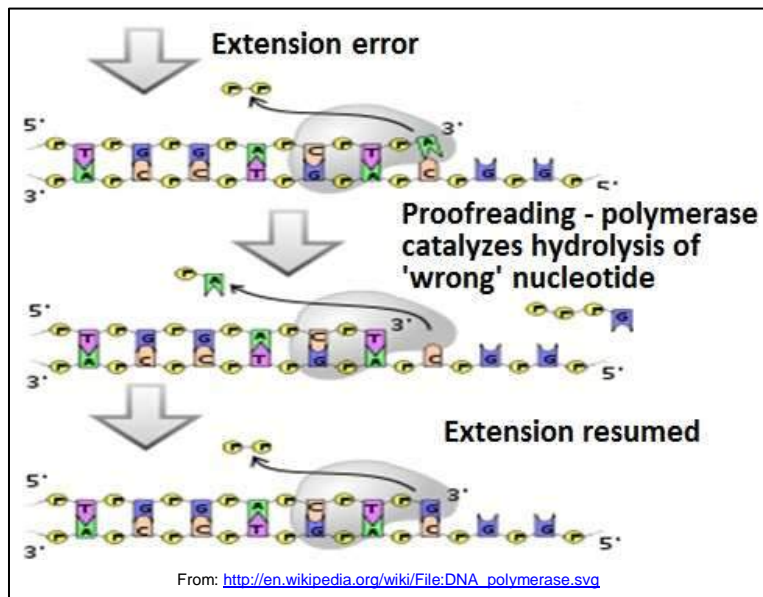 Extension error
5'
3'
T G G A C T A
A C C T G A C G G
3'
5'
Proofreading - polymerase
catalyzes hydrolysis of
'wrong' nucleotide
A
G
5'
3'
T G G A C T
A C C T G A C G G
3'
5'
Extension resumed
5'
3'
T G G A C T G
A C C T G A C G G
3'
5'
From: http://en.wikipedia.org/wiki/File:DNA_polymerase.svg